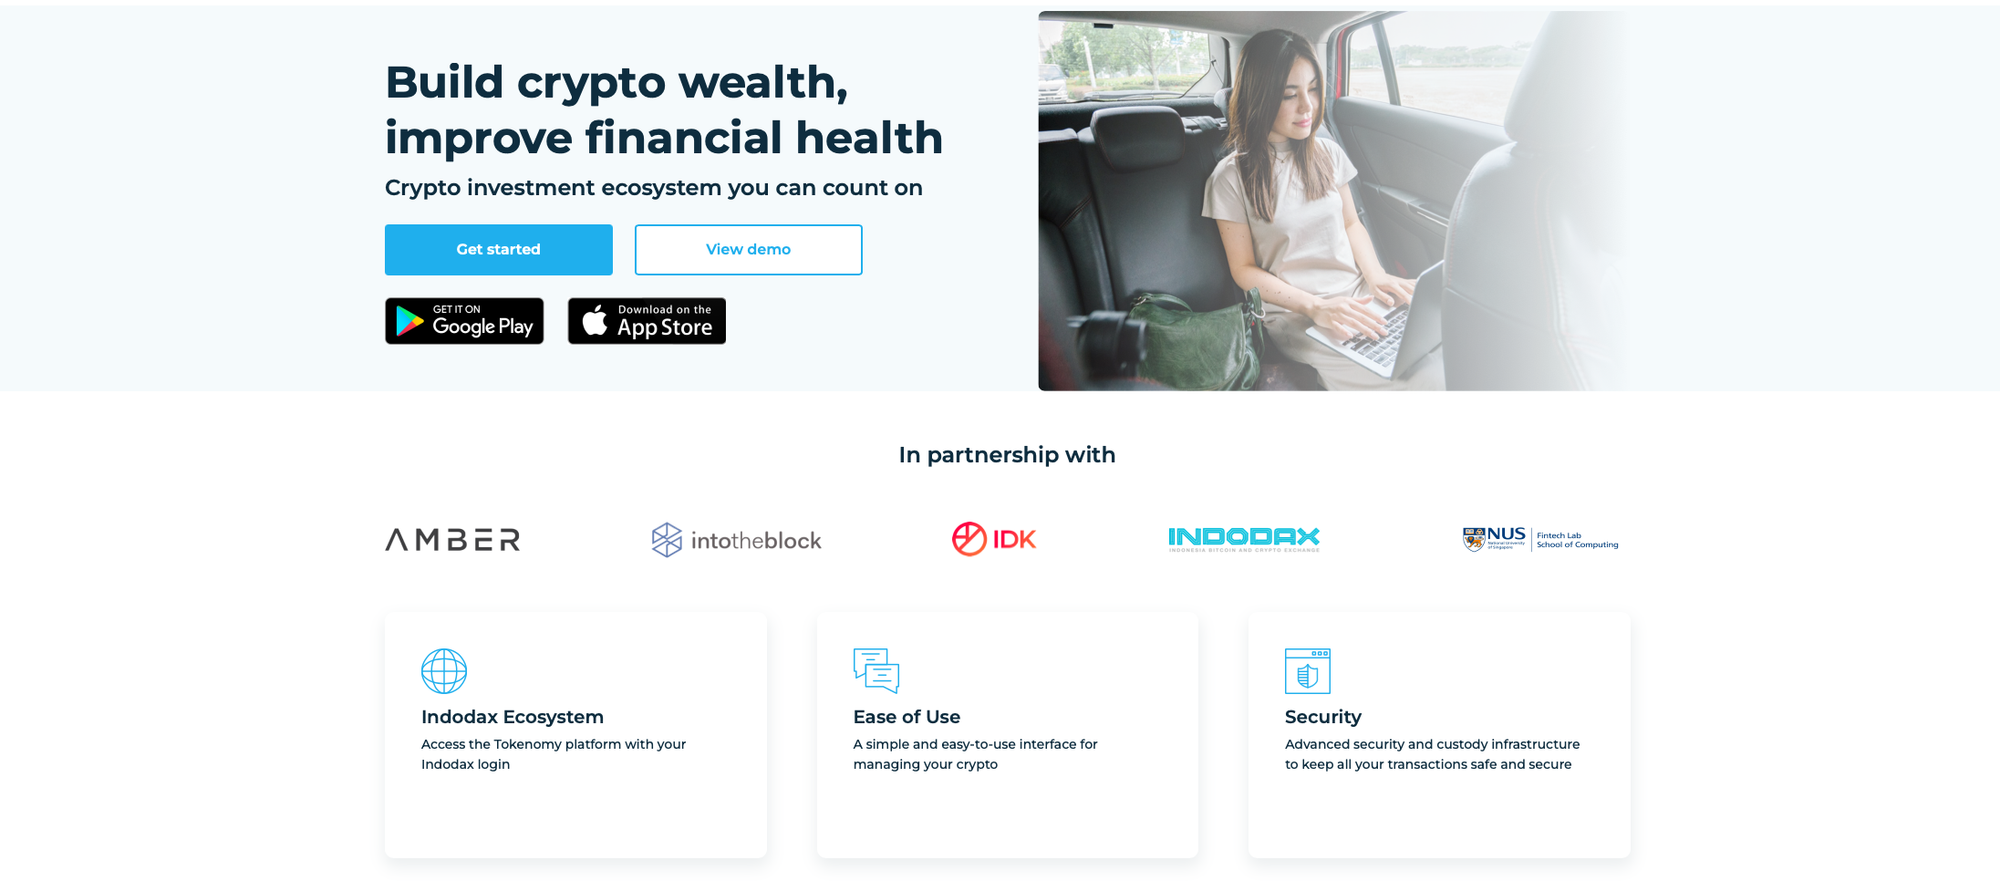 Build crypto wealth,
improve financial health
Crypto investment ecosystem you can count on
Get started
View demo
GET IT ON
Google Play
Download on the
App Store
In partnership with
AMBER
intotheblock
IDK
INDODAX
INDONESIA BITCOIN AND CRYPTO EXCHANGE
NUS
National University
of Singapore
Fintech Lab
School of Computing
Indodax Ecosystem
Access the Tokenomy platform with your
Indodax login
Ease of Use
A simple and easy-to-use interface for
managing your crypto
Security
Advanced security and custody infrastructure
to keep all your transactions safe and secure